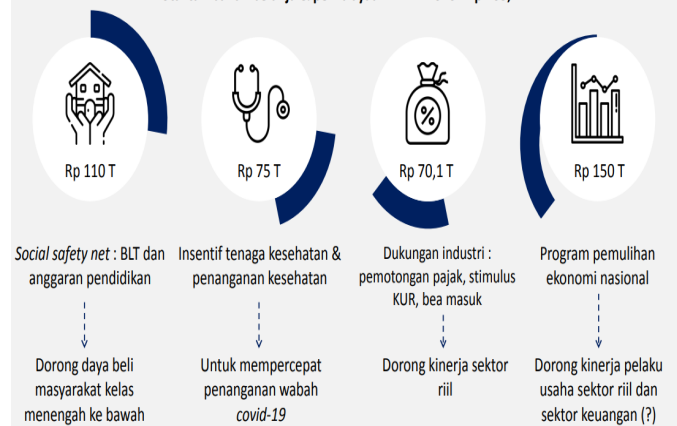 Rp 110 T
Rp 75 T
Rp 70,1 T
Rp 150 T
Social safety net : BLT dan
anggaran pendidikan
Insentif tenaga kesehatan &
penanganan kesehatan
Dukungan industri :
pemotongan pajak, stimulus
KUR, bea masuk
Program pemulihan
ekonomi nasional
Dorong daya beli
masyarakat kelas
menengah ke bawah
Untuk mempercepat
penanganan wabah
covid-19
Dorong kinerja sektor
riil
Dorong kinerja pelaku
usaha sektor riil dan
sektor keuangan (?)